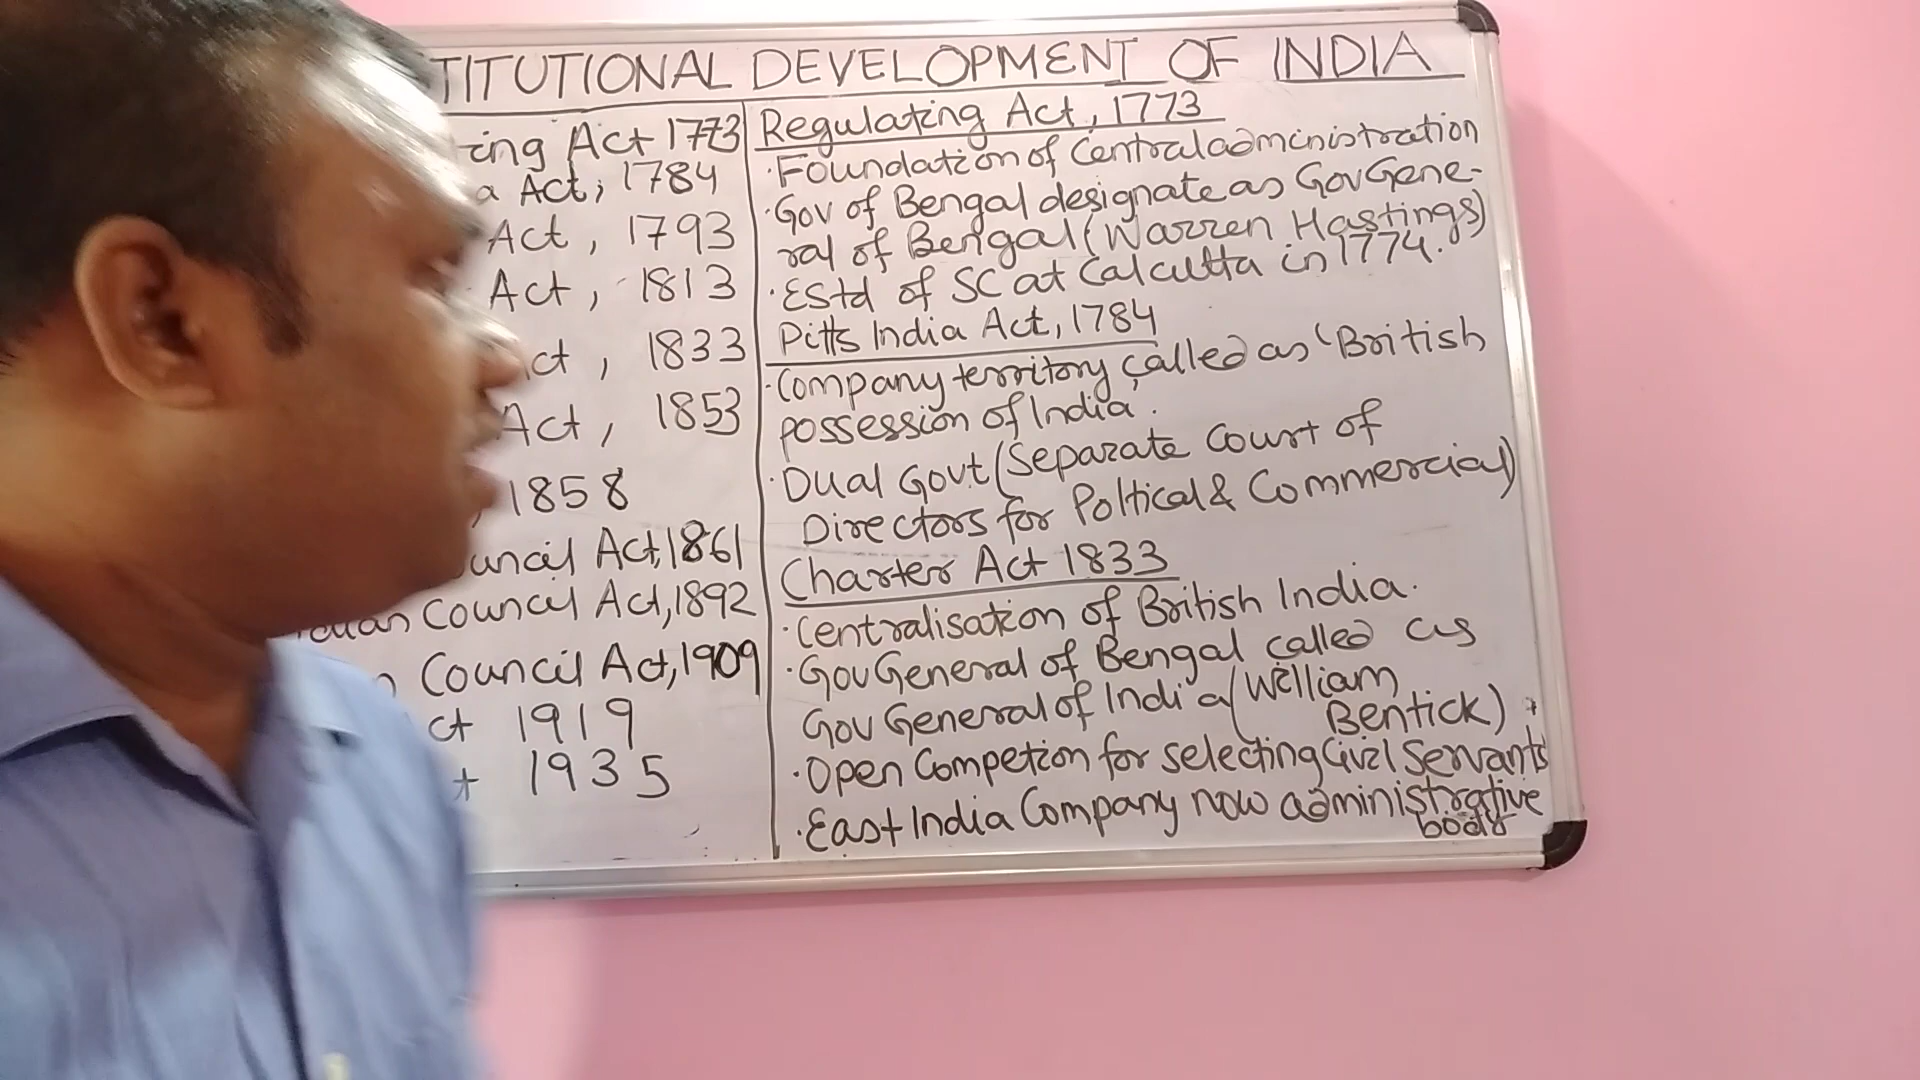 TITUTIONAL DEVELOPMENT OF INDIA
ing Act 1773
a Act, 1784
Act, 1793
Act, 1813
ct, 1833
Act, 1853
, 1858
uncil Act, 1861
Council Act, 1892
n Council Act, 1909
ct 1919
t 1935
Regulating Act, 1773
· Foundation of Central administration
· Gov of Bengal designate as Gov Gene-
ral of Bengal (Warren Hastings)
· EStd of SC at Calcutta in 1774.
Pitts India Act, 1784
· Company territory called as 'British
possession of India'.
· Dual Govt (Separate Court of
Directors for Poltical & Commercial)
Charter Act 1833
· Centralisation of British India.
· Gov General of Bengal called as
Gov General of India (William
Bentick)
· Open Competion for selecting Civil Servants
· East India Company now administrative
body